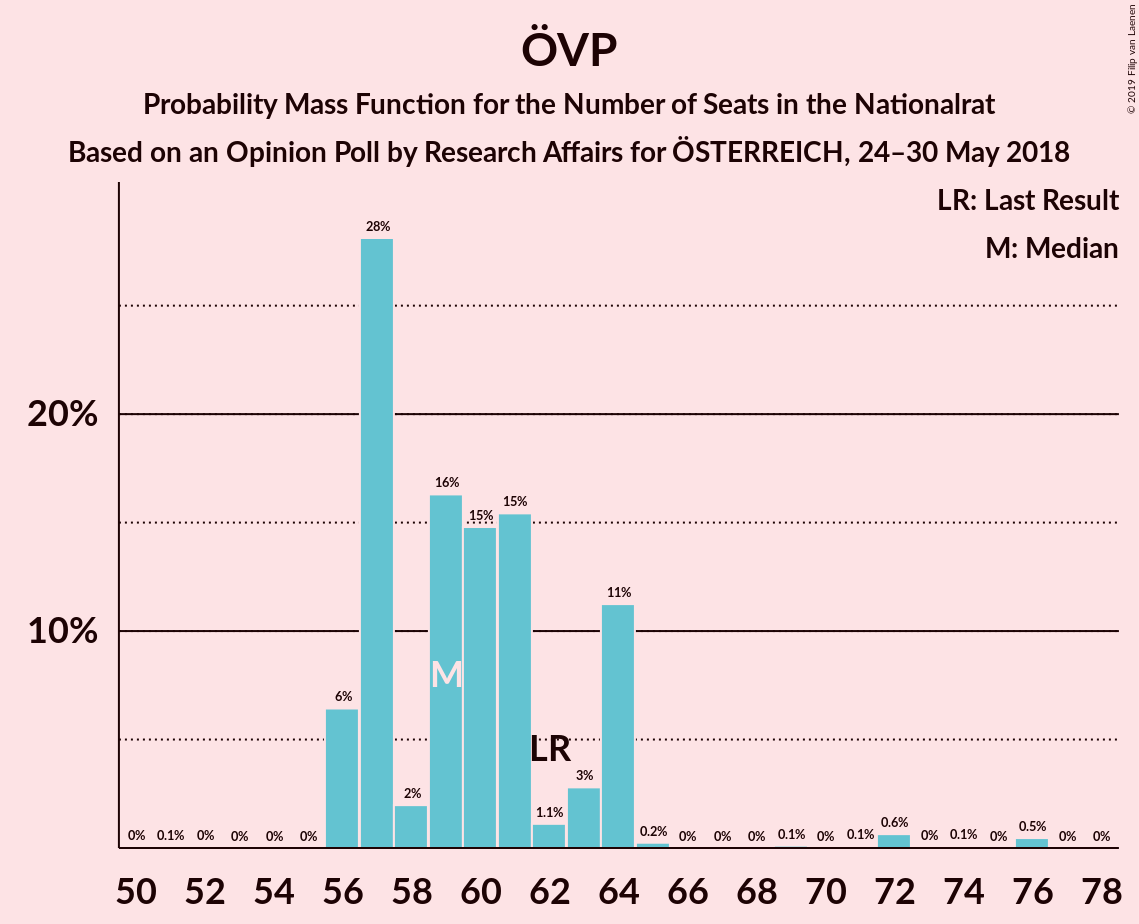 ÖVP
Probability Mass Function for the Number of Seats in the Nationalrat
Based on an Opinion Poll by Research Affairs for ÖSTERREICH, 24–30 May 2018
© 2019 Filip van Laenen
LR: Last Result
M: Median
28%
20%
16%
15%
15%
11%
10%
M
6%
LR
3%
2%
1.1%
0% 0.1% 0% 0% 0% 0% 0.2% 0% 0% 0% 0.1% 0% 0.1% 0.6% 0% 0.1% 0% 0.5% 0% 0%
50 52 54 56 58 60 62 64 66 68 70 72 74 76 78